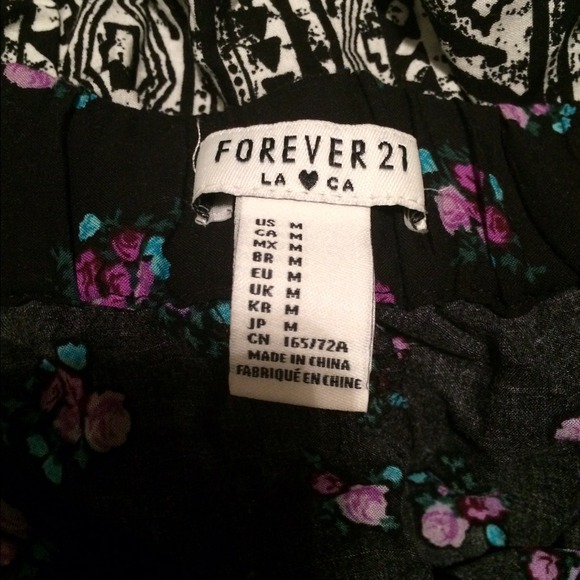 FOREVER 21
LA ♥ CA
US M
CA M
MX M
BR M
EU M
UK M
KR M
JP M
CN 165/72A
MADE IN CHINA
FABRIQUÉ EN CHINE